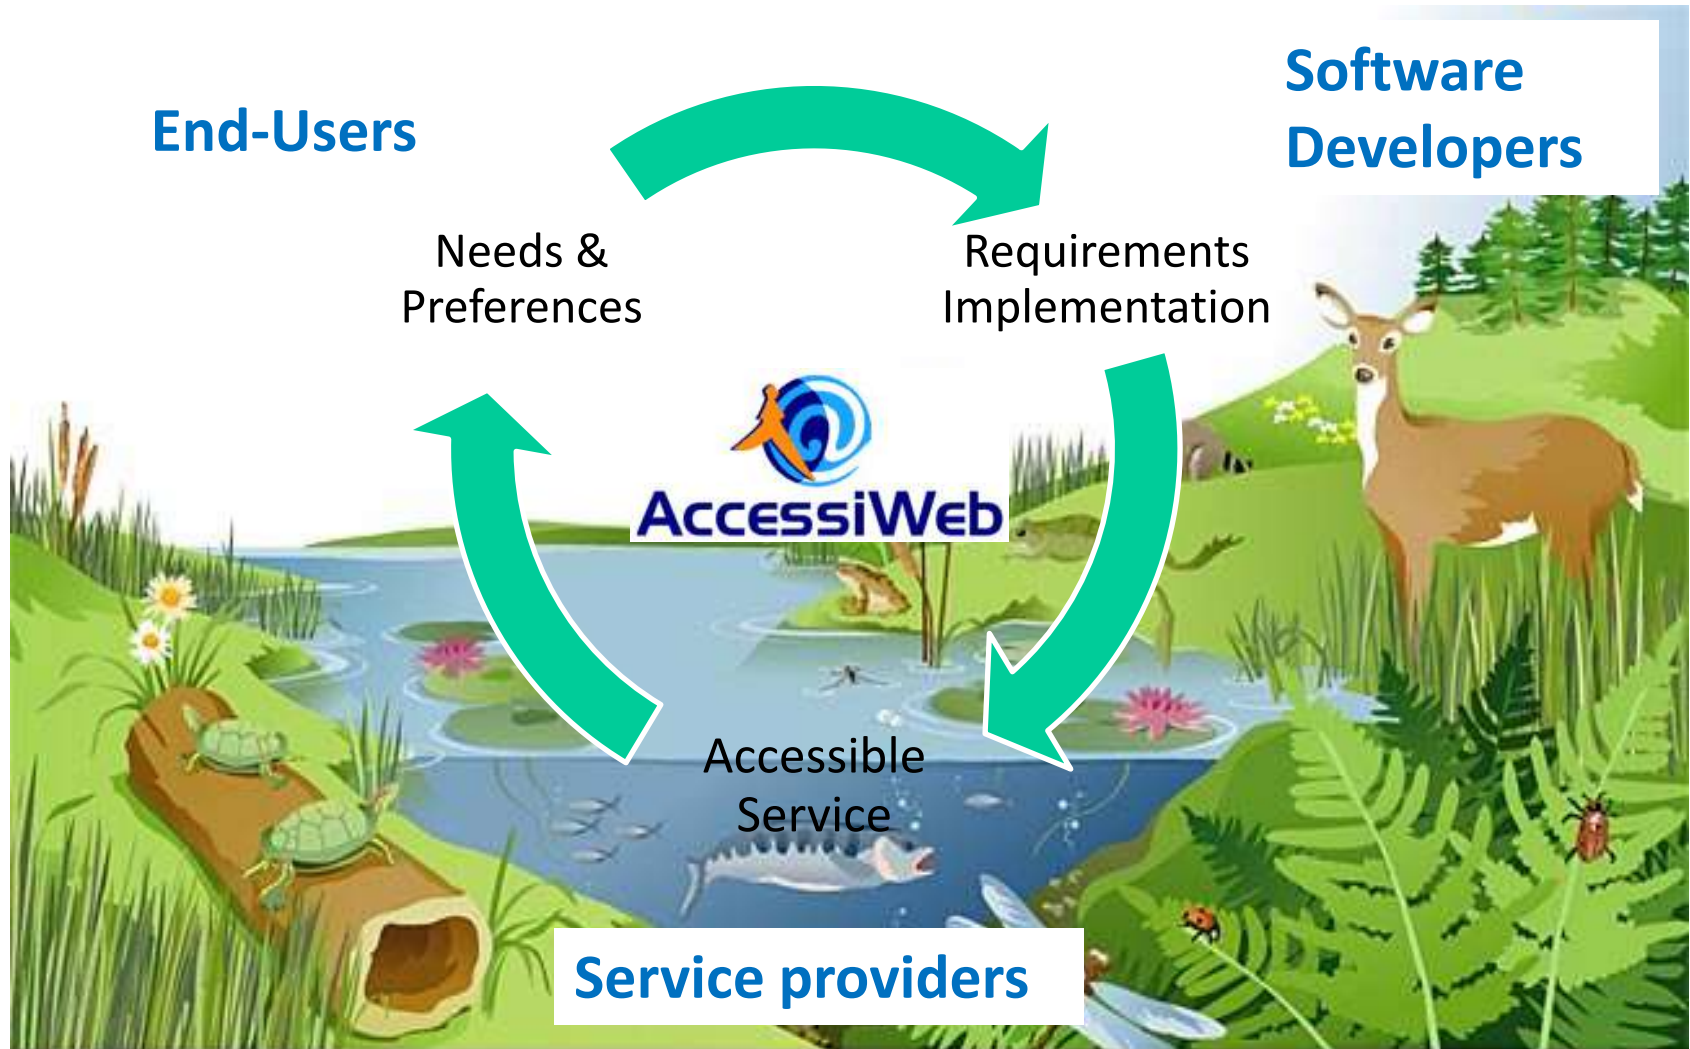 End-Users
Software
Developers
Needs &
Preferences
Requirements
Implementation
AccessiWeb
Accessible
Service
Service providers